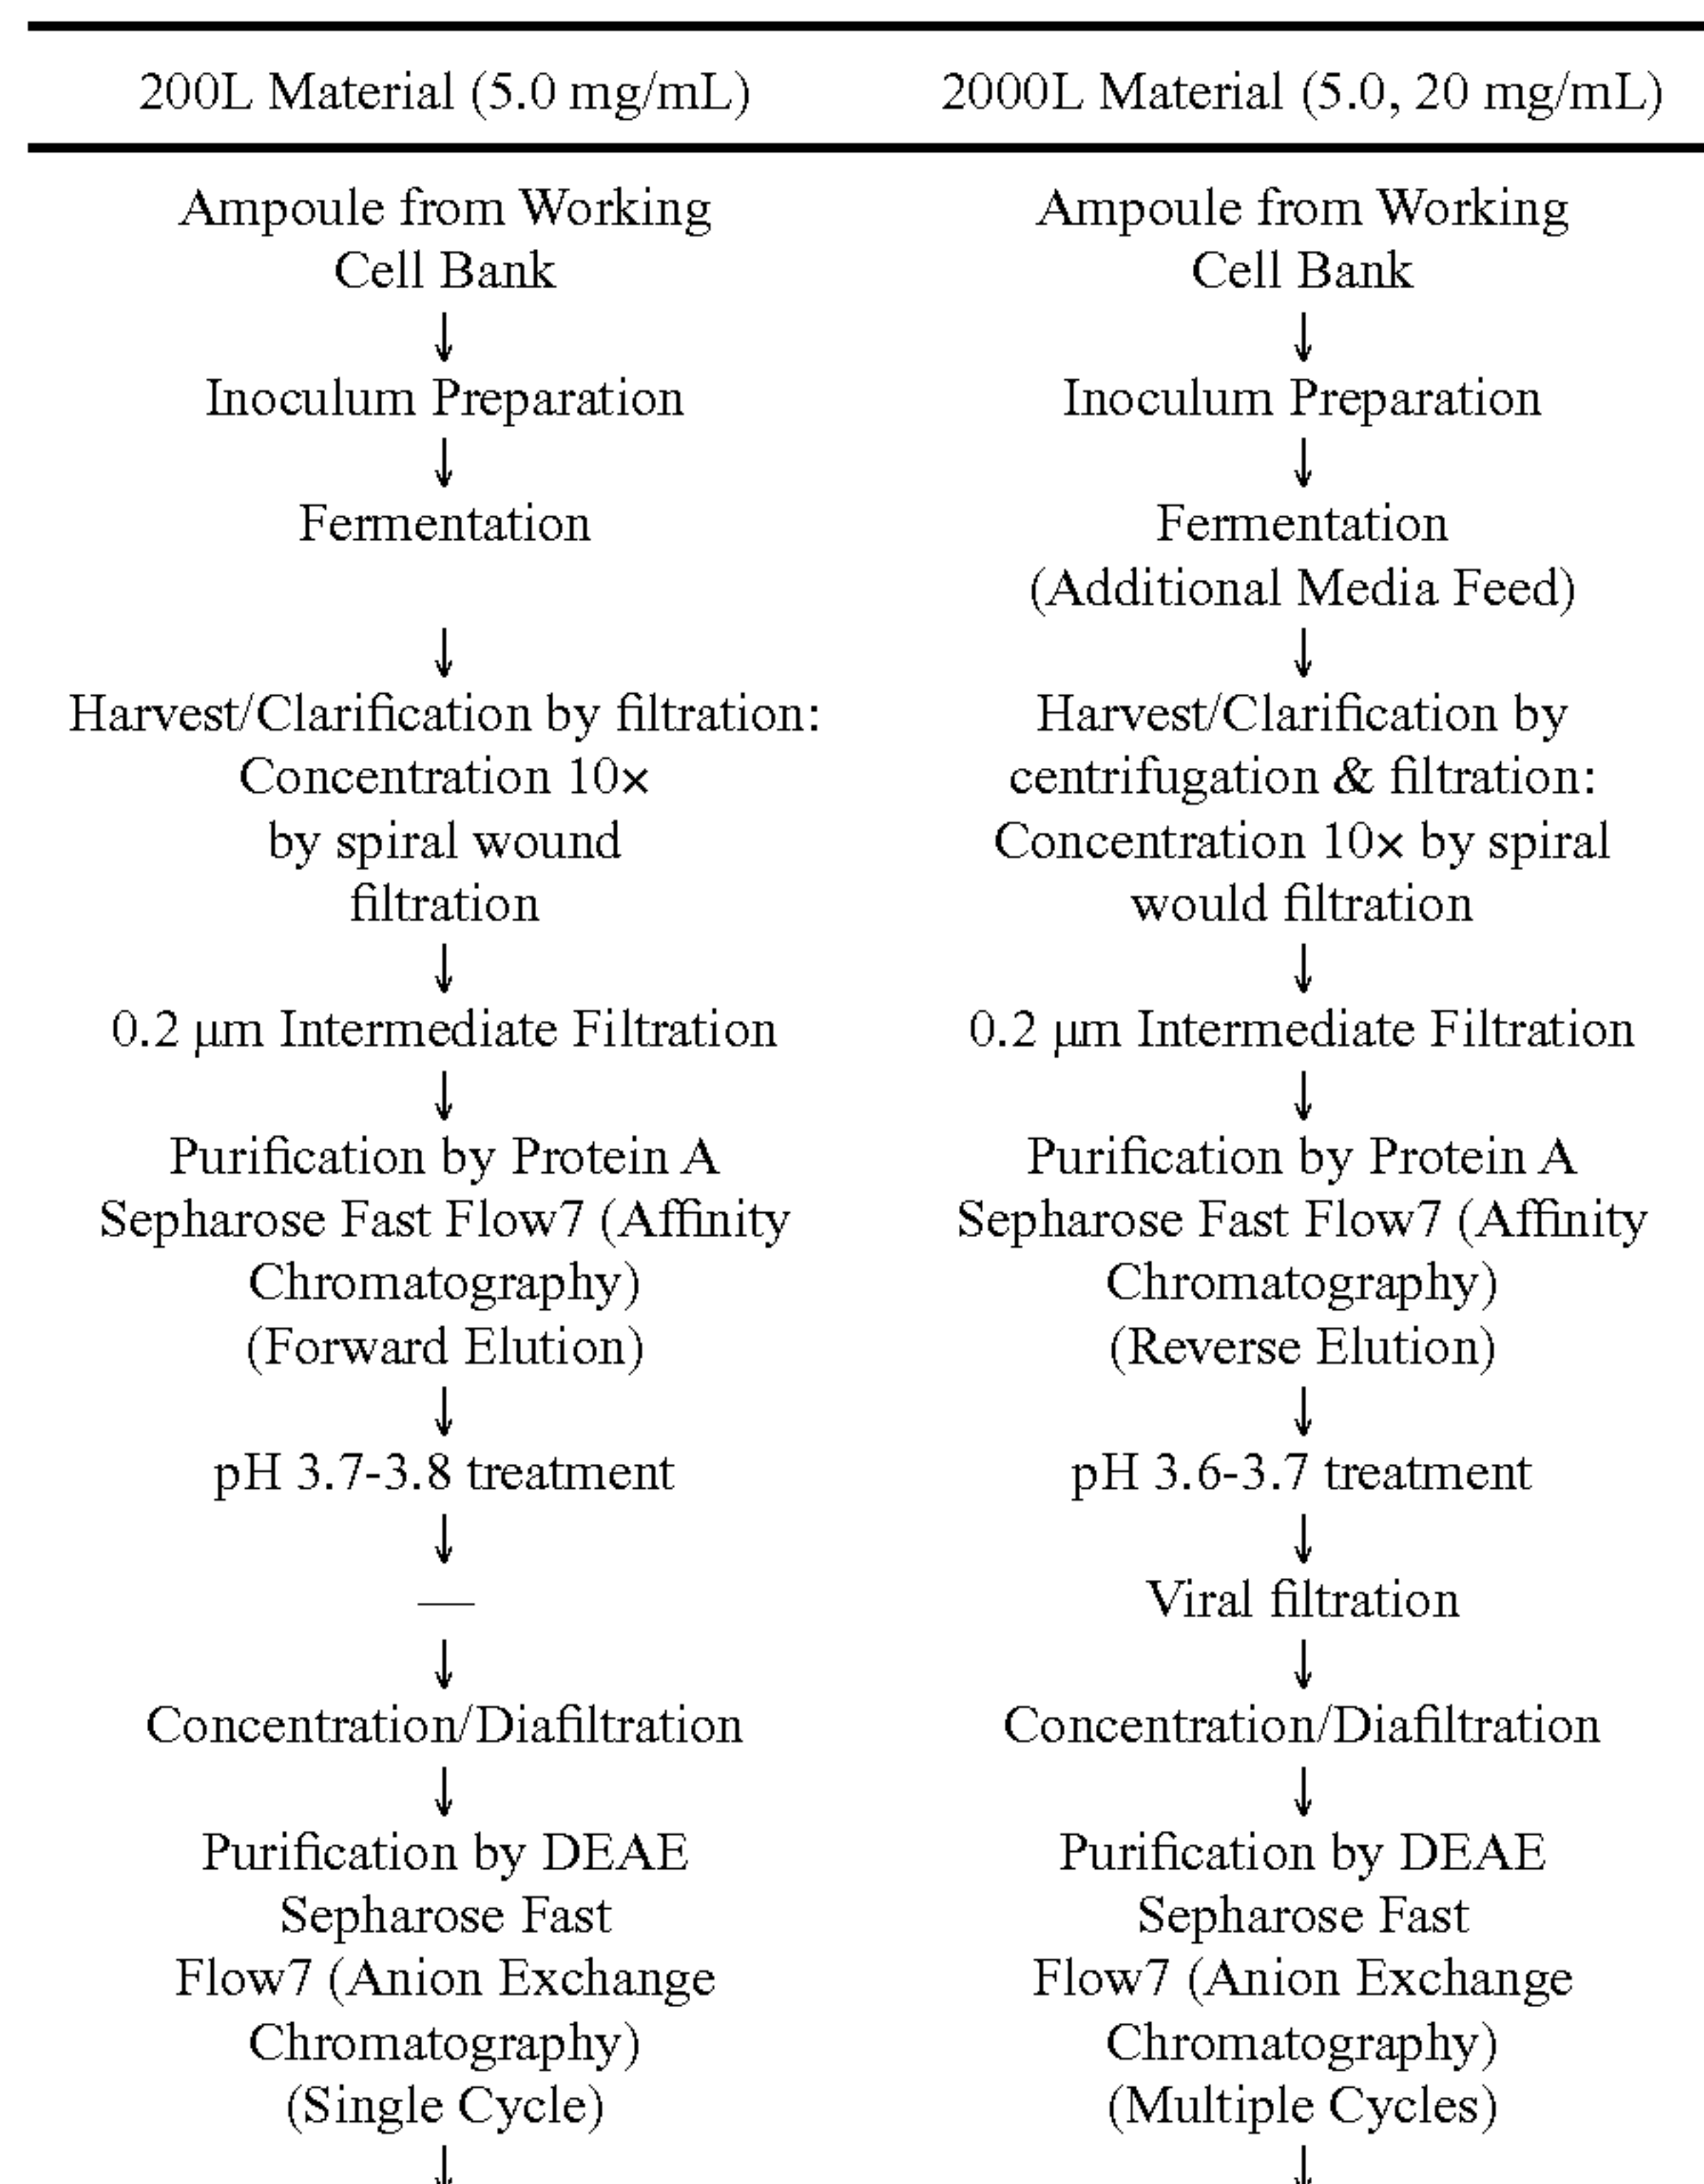 200L Material (5.0 mg/mL)
2000L Material (5.0, 20 mg/mL)
Ampoule from Working
Cell Bank
↓
Inoculum Preparation
↓
Fermentation
↓
Harvest/Clarification by filtration:
Concentration 10×
by spiral wound
filtration
↓
0.2 μm Intermediate Filtration
↓
Purification by Protein A
Sepharose Fast Flow7 (Affinity
Chromatography)
(Forward Elution)
↓
pH 3.7-3.8 treatment
↓
—
↓
Concentration/Diafiltration
↓
Purification by DEAE
Sepharose Fast
Flow7 (Anion Exchange
Chromatography)
(Single Cycle)
↓
Ampoule from Working
Cell Bank
↓
Inoculum Preparation
↓
Fermentation
(Additional Media Feed)
↓
Harvest/Clarification by
centrifugation & filtration:
Concentration 10× by spiral
would filtration
↓
0.2 μm Intermediate Filtration
↓
Purification by Protein A
Sepharose Fast Flow7 (Affinity
Chromatography)
(Reverse Elution)
↓
pH 3.6-3.7 treatment
↓
Viral filtration
↓
Concentration/Diafiltration
↓
Purification by DEAE
Sepharose Fast
Flow7 (Anion Exchange
Chromatography)
(Multiple Cycles)
↓